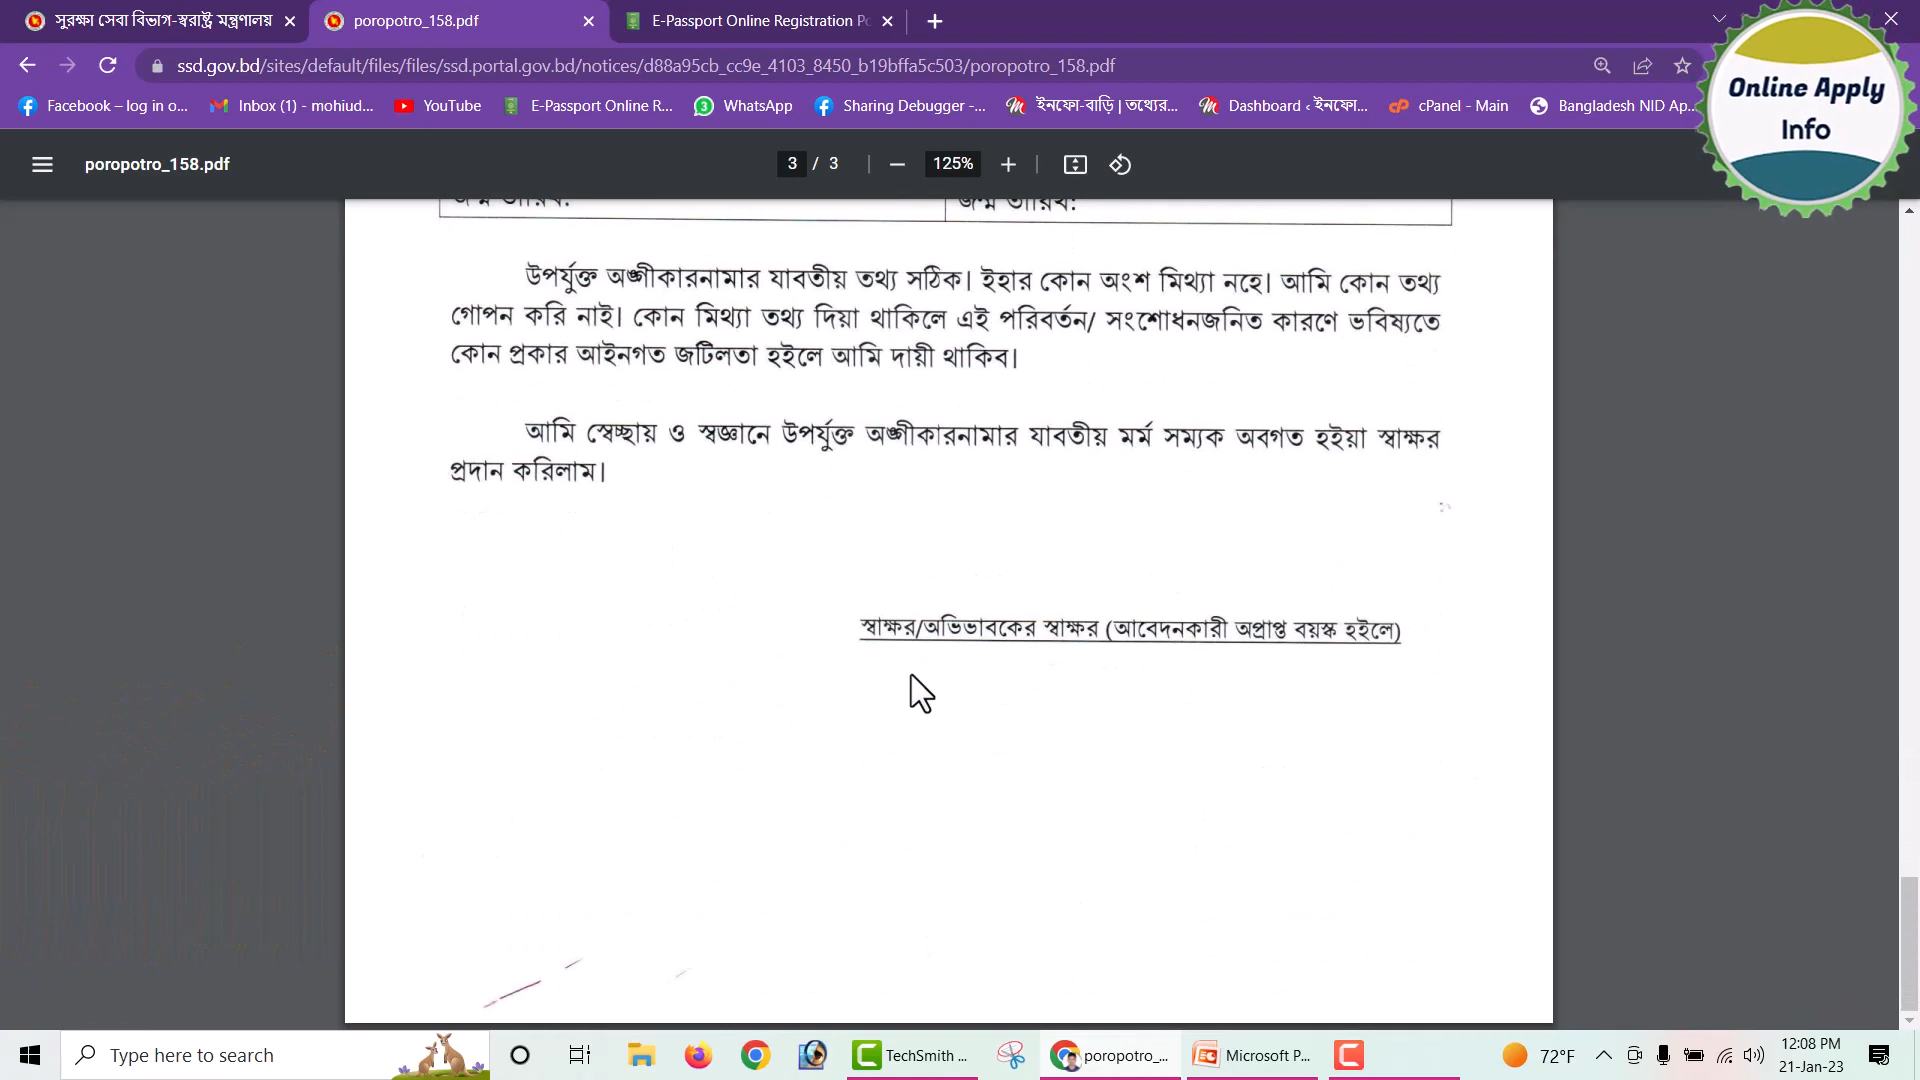 সুরক্ষা সেবা বিভাগ-স্বরাষ্ট্র মন্ত্রণালয়
poropotro_158.pdf
E-Passport Online Registration Po
ssd.gov.bd/sites/default/files/files/ssd.portal.gov.bd/notices/d88a95cb_cc9e_4103_8450_b19bffa5c503/poropotro_158.pdf
Facebook – log in o... Inbox (1) - mohiud... YouTube E-Passport Online R... WhatsApp Sharing Debugger -... ইনফো-বাড়ি | তথ্যের... Dashboard ‹ ইনফো... cPanel - Main Bangladesh NID Ap...
Online Apply
Info
poropotro_158.pdf
3 / 3
125%
জন্ম তারিখ: জন্ম তারিখ:
উপর্যুক্ত অঙ্গীকারনামার যাবতীয় তথ্য সঠিক। ইহার কোন অংশ মিথ্যা নহে। আমি কোন তথ্য
গোপন করি নাই। কোন মিথ্যা তথ্য দিয়া থাকিলে এই পরিবর্তন/ সংশোধনজনিত কারণে ভবিষ্যতে
কোন প্রকার আইনগত জটিলতা হইলে আমি দায়ী থাকিব।
আমি স্বেচ্ছায় ও স্বজ্ঞানে উপর্যুক্ত অঙ্গীকারনামার যাবতীয় মর্ম সম্যক অবগত হইয়া স্বাক্ষর
প্রদান করিলাম।
স্বাক্ষর/অভিভাবকের স্বাক্ষর (আবেদনকারী অপ্রাপ্ত বয়স্ক হইলে)
Type here to search
TechSmith ...
poropotro_...
Microsoft P...
72°F
12:08 PM
21-Jan-23